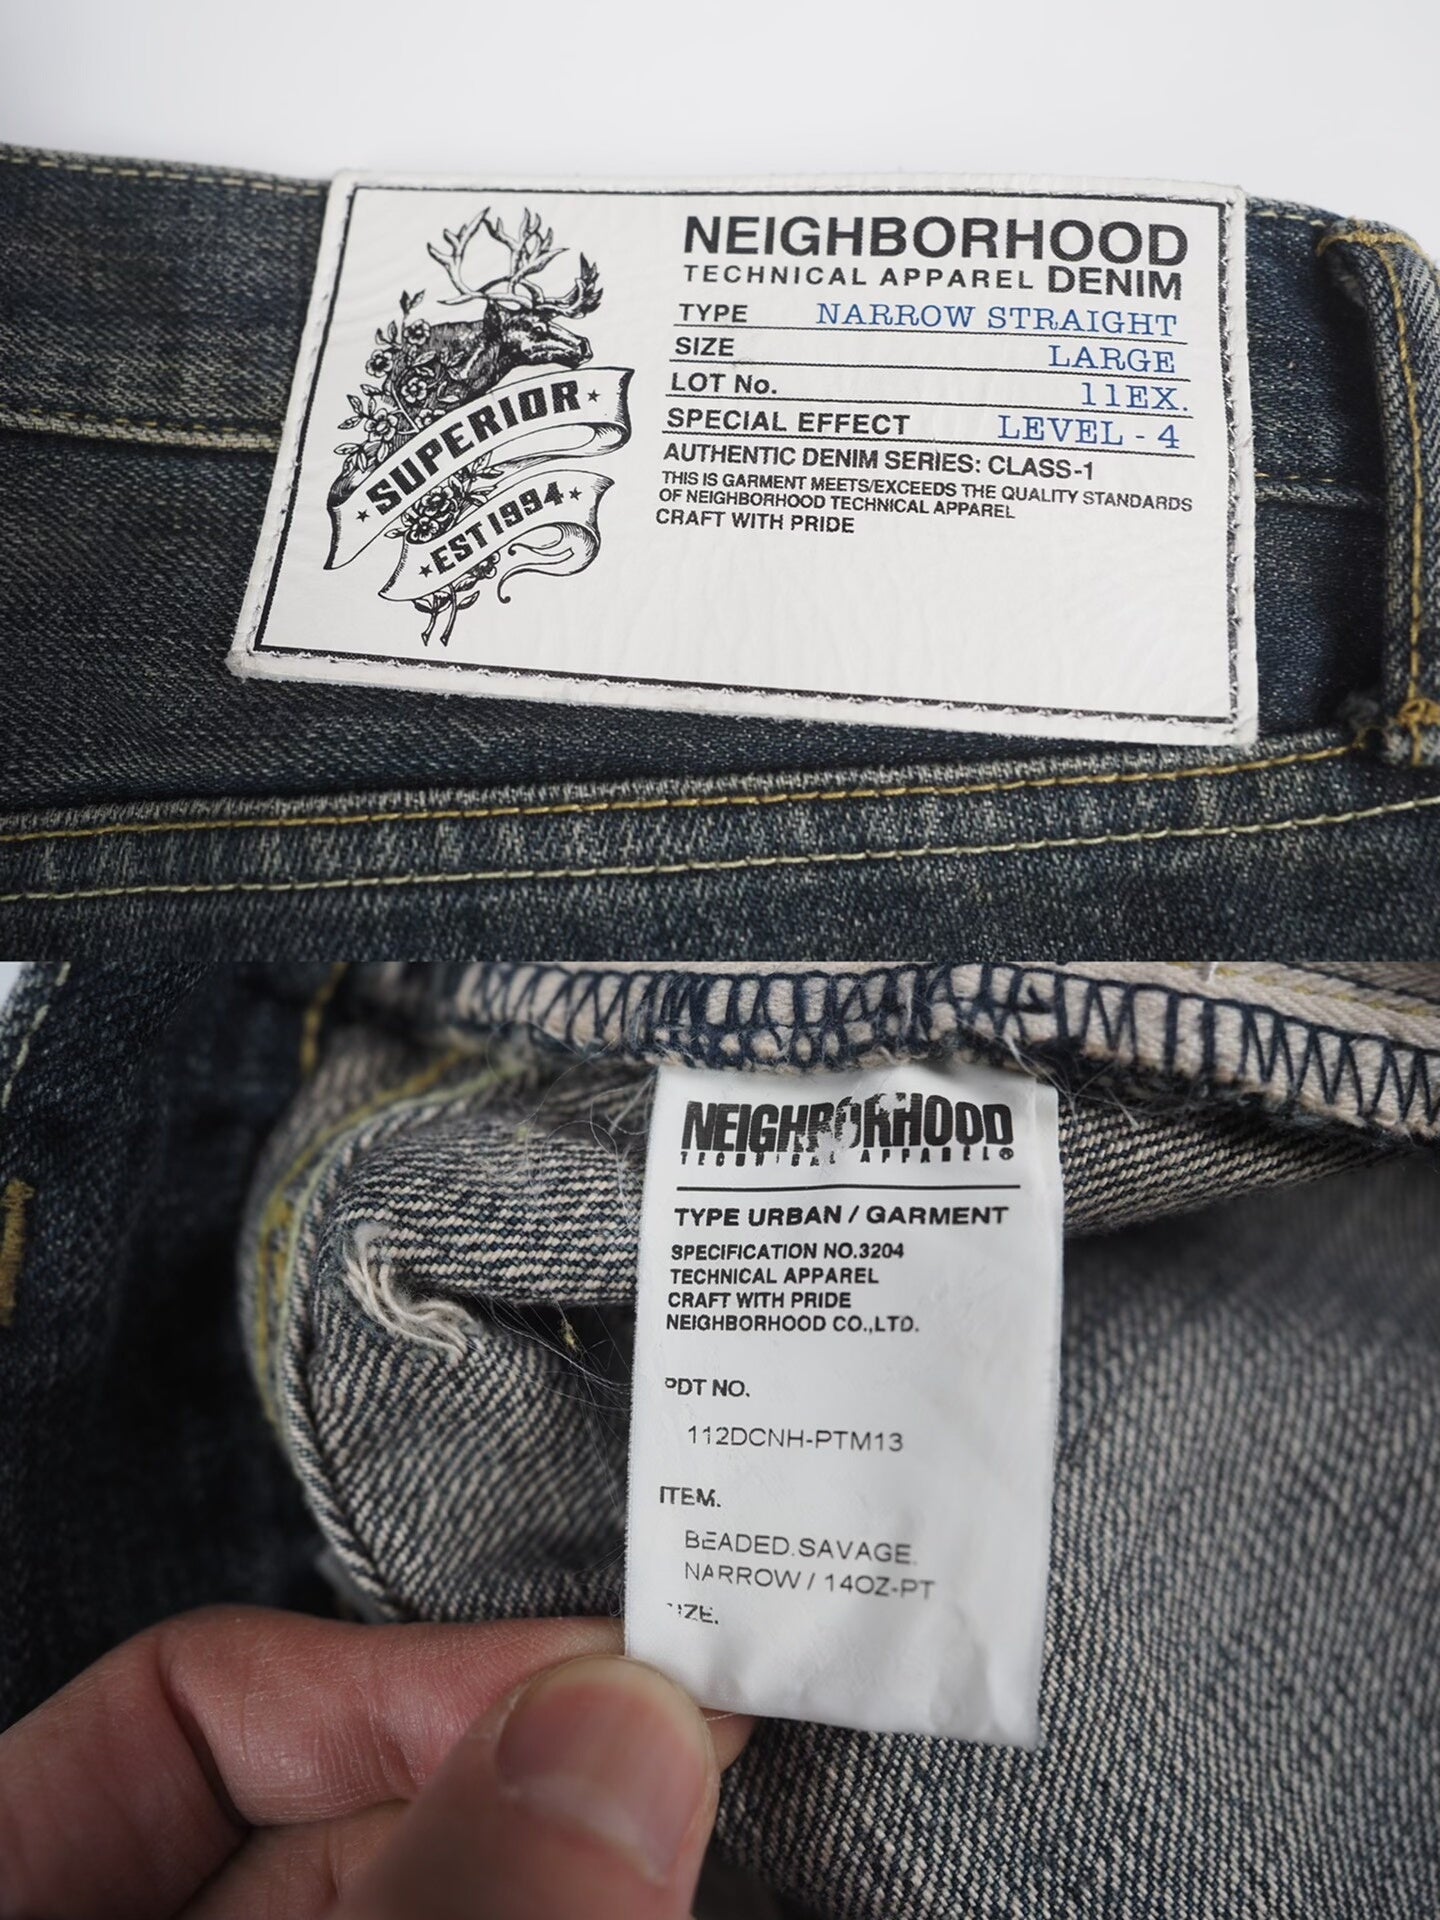 NEIGHBORHOOD
TECHNICAL APPAREL DENIM
TYPE NARROW STRAIGHT
SIZE LARGE
LOT No. 11EX.
SPECIAL EFFECT LEVEL - 4
AUTHENTIC DENIM SERIES: CLASS-1
THIS IS GARMENT MEETS/EXCEEDS THE QUALITY STANDARDS
OF NEIGHBORHOOD TECHNICAL APPAREL
CRAFT WITH PRIDE
★ SUPERIOR ★
★ EST 1994 ★
NEIGHBORHOOD
TECHNICAL APPAREL®
TYPE URBAN / GARMENT
SPECIFICATION NO.3204
TECHNICAL APPAREL
CRAFT WITH PRIDE
NEIGHBORHOOD CO.,LTD.
PDT NO.
112DCNH-PTM13
ITEM.
BEADED.SAVAGE.
NARROW / 14OZ-PT
SIZE.